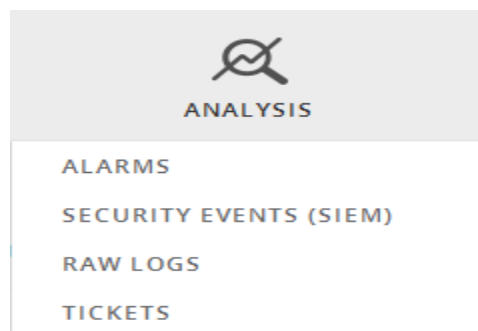 ANALYSIS
ALARMS
SECURITY EVENTS (SIEM)
RAW LOGS
TICKETS